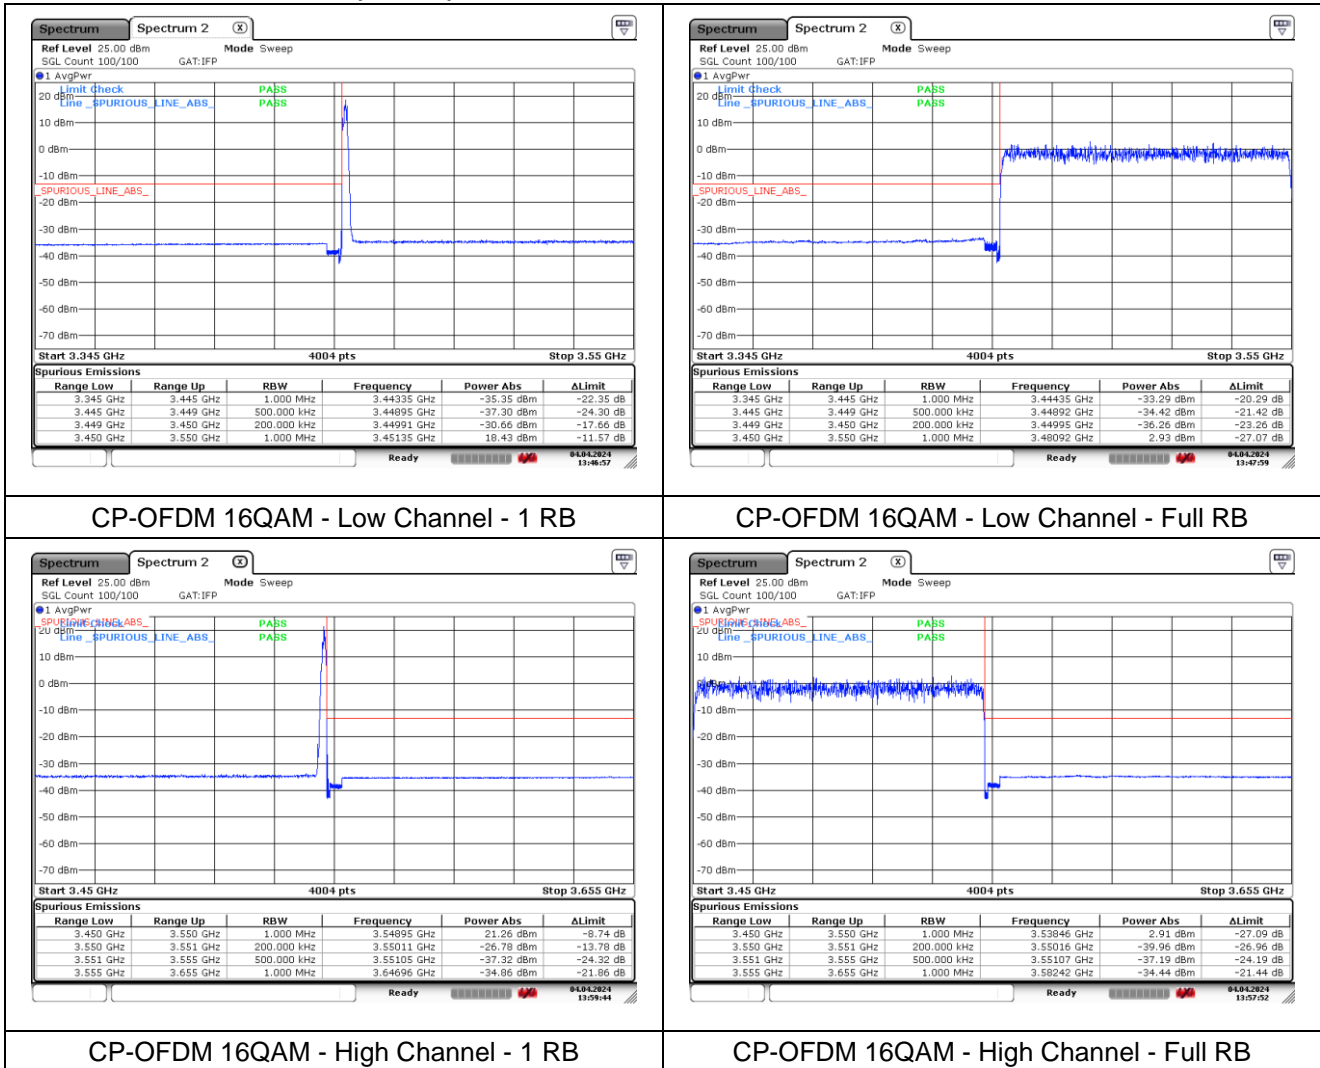 Spectrum Spectrum 2 X
Ref Level 25.00 dBm Mode Sweep
SGL Count 100/100 GAT:IFP
1 AvgPwr
Limit Check PASS
Line _SPURIOUS_LINE_ABS_ PASS
20 dBm
10 dBm
0 dBm
-10 dBm
_SPURIOUS_LINE_ABS_
-20 dBm
-30 dBm
-40 dBm
-50 dBm
-60 dBm
-70 dBm
Start 3.345 GHz 4004 pts Stop 3.55 GHz
Spurious Emissions
Range Low Range Up RBW Frequency Power Abs ΔLimit
3.345 GHz 3.445 GHz 1.000 MHz 3.44335 GHz -35.35 dBm -22.35 dB
3.445 GHz 3.449 GHz 500.000 kHz 3.44895 GHz -37.30 dBm -24.30 dB
3.449 GHz 3.450 GHz 200.000 kHz 3.44991 GHz -30.66 dBm -17.66 dB
3.450 GHz 3.550 GHz 1.000 MHz 3.45135 GHz 18.43 dBm -11.57 dB
Ready 04.04.2024
13:46:57
CP-OFDM 16QAM - Low Channel - 1 RB
Spectrum Spectrum 2 X
Ref Level 25.00 dBm Mode Sweep
SGL Count 100/100 GAT:IFP
1 AvgPwr
Limit Check PASS
Line _SPURIOUS_LINE_ABS_ PASS
20 dBm
10 dBm
0 dBm
-10 dBm
_SPURIOUS_LINE_ABS_
-20 dBm
-30 dBm
-40 dBm
-50 dBm
-60 dBm
-70 dBm
Start 3.345 GHz 4004 pts Stop 3.55 GHz
Spurious Emissions
Range Low Range Up RBW Frequency Power Abs ΔLimit
3.345 GHz 3.445 GHz 1.000 MHz 3.44435 GHz -33.29 dBm -20.29 dB
3.445 GHz 3.449 GHz 500.000 kHz 3.44892 GHz -34.42 dBm -21.42 dB
3.449 GHz 3.450 GHz 200.000 kHz 3.44995 GHz -36.26 dBm -23.26 dB
3.450 GHz 3.550 GHz 1.000 MHz 3.48092 GHz 2.93 dBm -27.07 dB
Ready 04.04.2024
13:47:59
CP-OFDM 16QAM - Low Channel - Full RB
Spectrum Spectrum 2 X
Ref Level 25.00 dBm Mode Sweep
SGL Count 100/100 GAT:IFP
1 AvgPwr
_SPURIOUS_LINE_ABS_
Limit Check PASS
Line _SPURIOUS_LINE_ABS_ PASS
20 dBm
10 dBm
0 dBm
-10 dBm
-20 dBm
-30 dBm
-40 dBm
-50 dBm
-60 dBm
-70 dBm
Start 3.45 GHz 4004 pts Stop 3.655 GHz
Spurious Emissions
Range Low Range Up RBW Frequency Power Abs ΔLimit
3.450 GHz 3.550 GHz 1.000 MHz 3.54895 GHz 21.26 dBm -8.74 dB
3.550 GHz 3.551 GHz 200.000 kHz 3.55011 GHz -26.78 dBm -13.78 dB
3.551 GHz 3.555 GHz 500.000 kHz 3.55105 GHz -37.32 dBm -24.32 dB
3.555 GHz 3.655 GHz 1.000 MHz 3.64696 GHz -34.86 dBm -21.86 dB
Ready 04.04.2024
13:59:44
CP-OFDM 16QAM - High Channel - 1 RB
Spectrum Spectrum 2 X
Ref Level 25.00 dBm Mode Sweep
SGL Count 100/100 GAT:IFP
1 AvgPwr
_SPURIOUS_LINE_ABS_
Limit Check PASS
Line _SPURIOUS_LINE_ABS_ PASS
20 dBm
10 dBm
0 dBm
-10 dBm
-20 dBm
-30 dBm
-40 dBm
-50 dBm
-60 dBm
-70 dBm
Start 3.45 GHz 4004 pts Stop 3.655 GHz
Spurious Emissions
Range Low Range Up RBW Frequency Power Abs ΔLimit
3.450 GHz 3.550 GHz 1.000 MHz 3.53846 GHz 2.91 dBm -27.09 dB
3.550 GHz 3.551 GHz 200.000 kHz 3.55016 GHz -39.96 dBm -26.96 dB
3.551 GHz 3.555 GHz 500.000 kHz 3.55107 GHz -37.19 dBm -24.19 dB
3.555 GHz 3.655 GHz 1.000 MHz 3.58242 GHz -34.44 dBm -21.44 dB
Ready 04.04.2024
13:57:52
CP-OFDM 16QAM - High Channel - Full RB